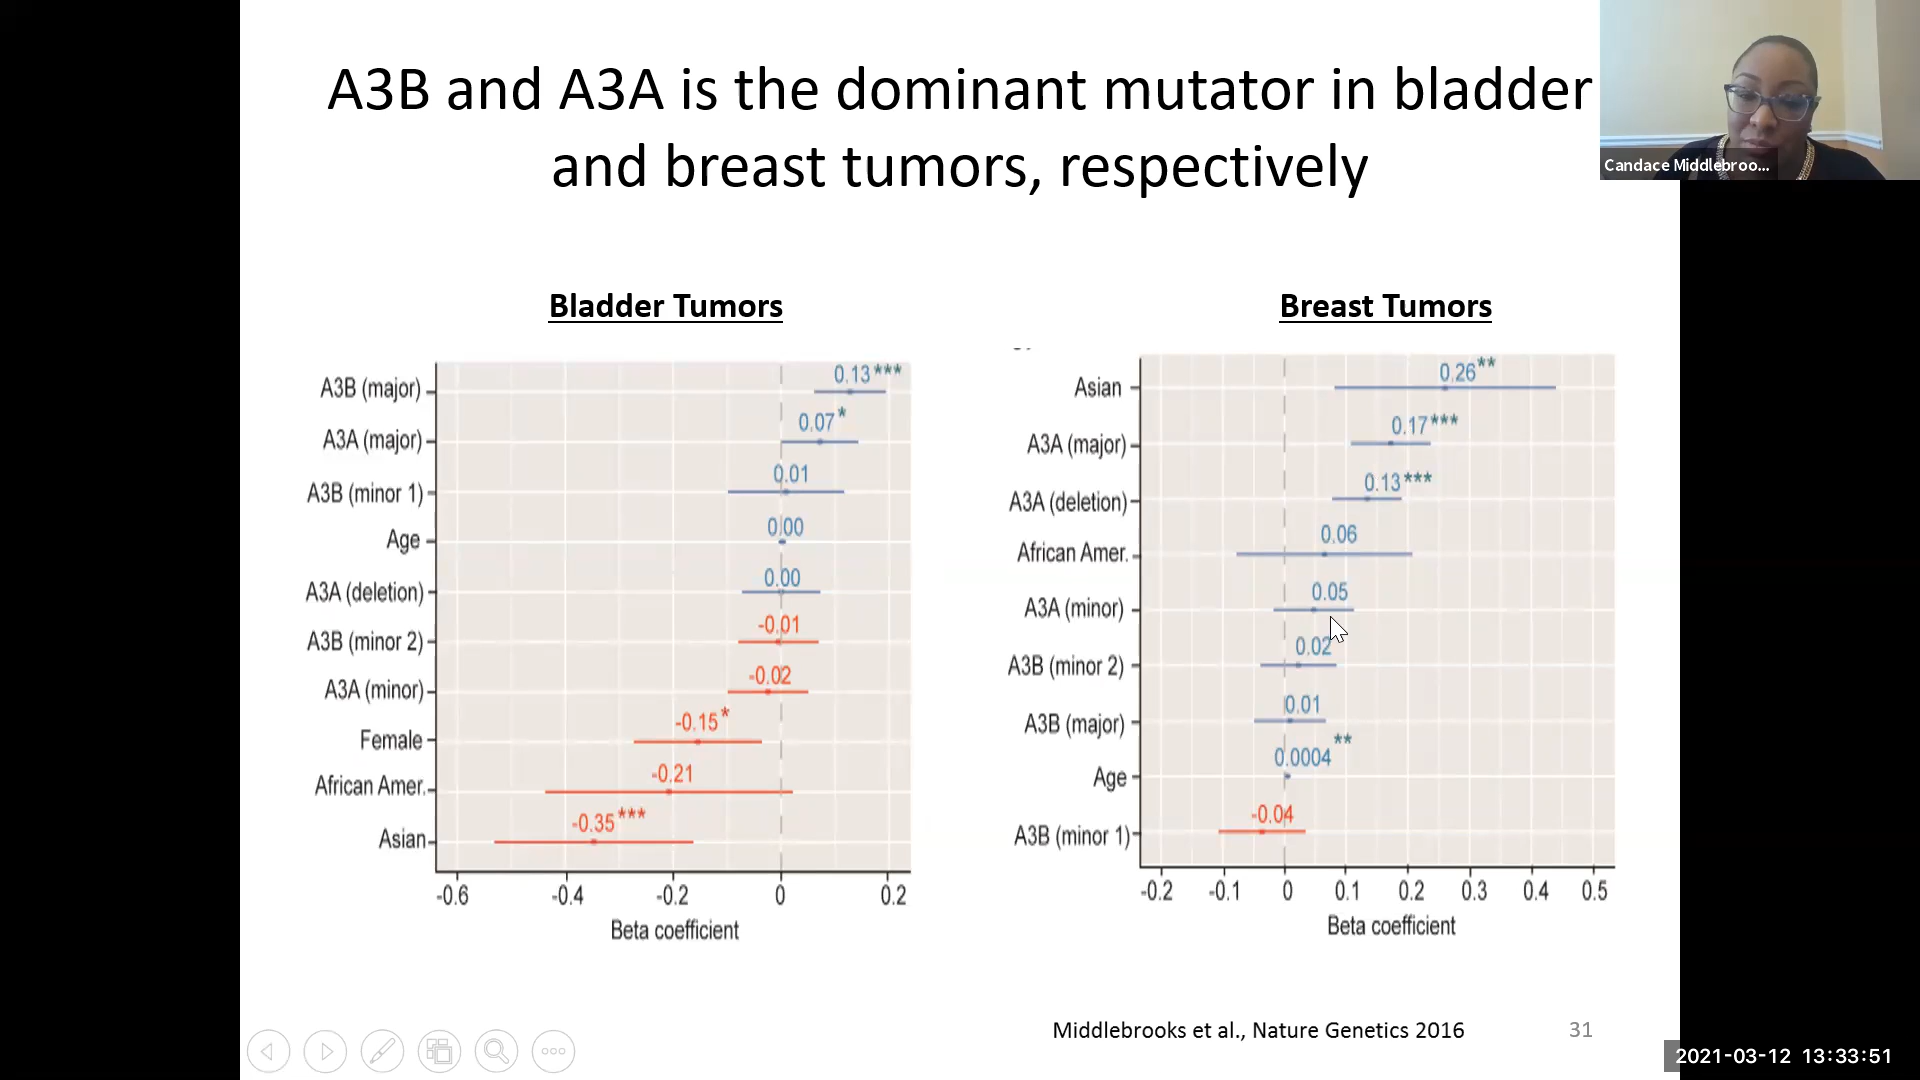 A3B and A3A is the dominant mutator in bladder
and breast tumors, respectively
Candace Middlebroo...
Bladder Tumors
A3B (major)
0.13***
A3A (major)
0.07*
A3B (minor 1)
0.01
Age
0.00
A3A (deletion)
0.00
A3B (minor 2)
-0.01
A3A (minor)
-0.02
Female
-0.15*
African Amer.
-0.21
Asian
-0.35***
-0.6 -0.4 -0.2 0 0.2
Beta coefficient
Breast Tumors
Asian
0.26**
A3A (major)
0.17***
A3A (deletion)
0.13***
African Amer.
0.06
A3A (minor)
0.05
A3B (minor 2)
0.02
A3B (major)
0.01
Age
0.0004**
A3B (minor 1)
-0.04
-0.2 -0.1 0 0.1 0.2 0.3 0.4 0.5
Beta coefficient
Middlebrooks et al., Nature Genetics 2016
31
2021-03-12 13:33:51